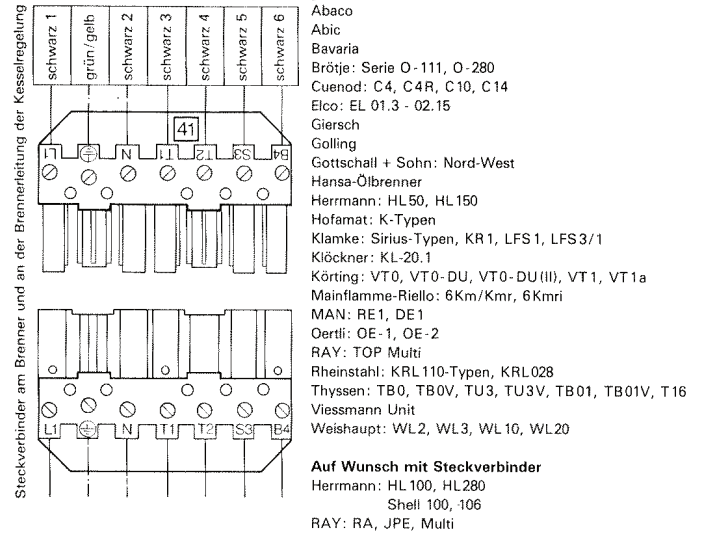 Steckverbinder am Brenner und an der Brennerleitung der Kesselregelung
schwarz 1
grün/gelb
schwarz 2
schwarz 3
schwarz 4
schwarz 5
schwarz 6
41
L1 N T1 T2 S3 B4
L1 N T1 T2 S3 B4
Abaco
Abic
Bavaria
Brötje: Serie O-111, O-280
Cuenod: C4, C4R, C10, C14
Elco: EL 01.3 - 02.15
Giersch
Golling
Gottschall + Sohn: Nord-West
Hansa-Ölbrenner
Herrmann: HL50, HL150
Hofamat: K-Typen
Klamke: Sirius-Typen, KR1, LFS1, LFS3/1
Klöckner: KL-20.1
Körting: VT0, VT0-DU, VT0-DU(II), VT1, VT1a
Mainflamme-Riello: 6Km/Kmr, 6Kmri
MAN: RE1, DE1
Oertli: OE-1, OE-2
RAY: TOP Multi
Rheinstahl: KRL110-Typen, KRL028
Thyssen: TB0, TB0V, TU3, TU3V, TB01, TB01V, T16
Viessmann Unit
Weishaupt: WL2, WL3, WL10, WL20
Auf Wunsch mit Steckverbinder
Herrmann: HL100, HL280
Shell 100, 106
RAY: RA, JPE, Multi